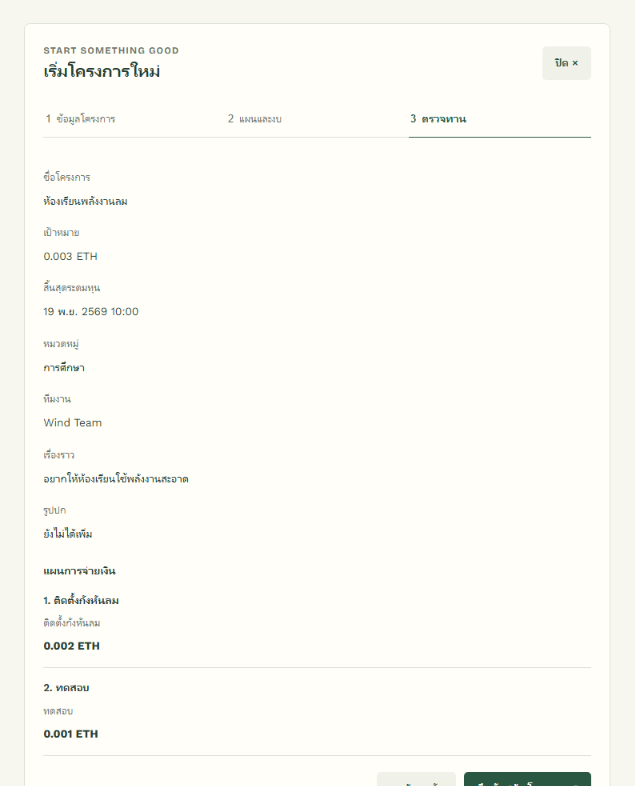 START SOMETHING GOOD
เริ่มโครงการใหม่
ปิด ×
1 ข้อมูลโครงการ
2 แผนและงบ
3 ตรวจทาน
ชื่อโครงการ
ห้องเรียนพลังงานลม
เป้าหมาย
0.003 ETH
สิ้นสุดระดมทุน
19 พ.ย. 2569 10:00
หมวดหมู่
การศึกษา
ทีมงาน
Wind Team
เรื่องราว
อยากให้ห้องเรียนใช้พลังงานสะอาด
รูปปก
ยังไม่ได้เพิ่ม
แผนการจ่ายเงิน
1. ติดตั้งกังหันลม
ติดตั้งกังหันลม
0.002 ETH
2. ทดสอบ
ทดสอบ
0.001 ETH